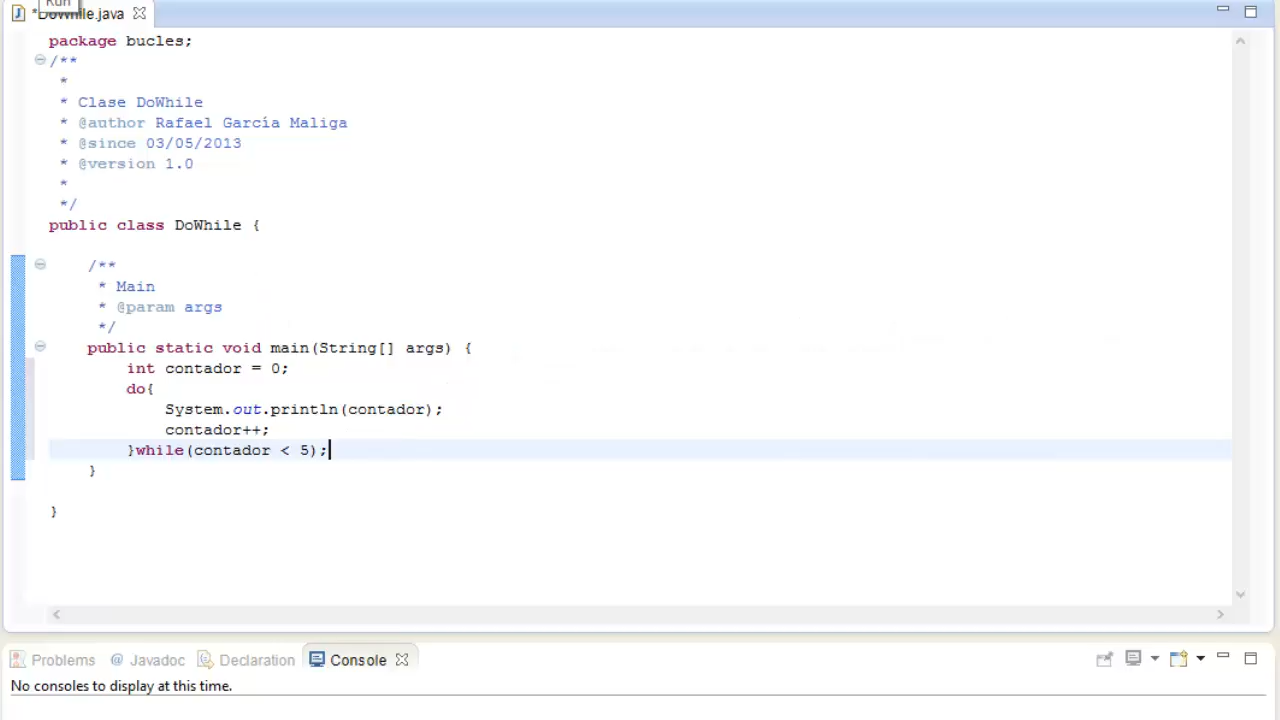 Run
*DoWhile.java
package bucles;
/**
*
* Clase DoWhile
* @author Rafael García Maliga
* @since 03/05/2013
* @version 1.0
*
*/
public class DoWhile {
/**
* Main
* @param args
*/
public static void main(String[] args) {
int contador = 0;
do{
System.out.println(contador);
contador++;
}while(contador < 5);
}
}
Problems @ Javadoc Declaration Console
No consoles to display at this time.